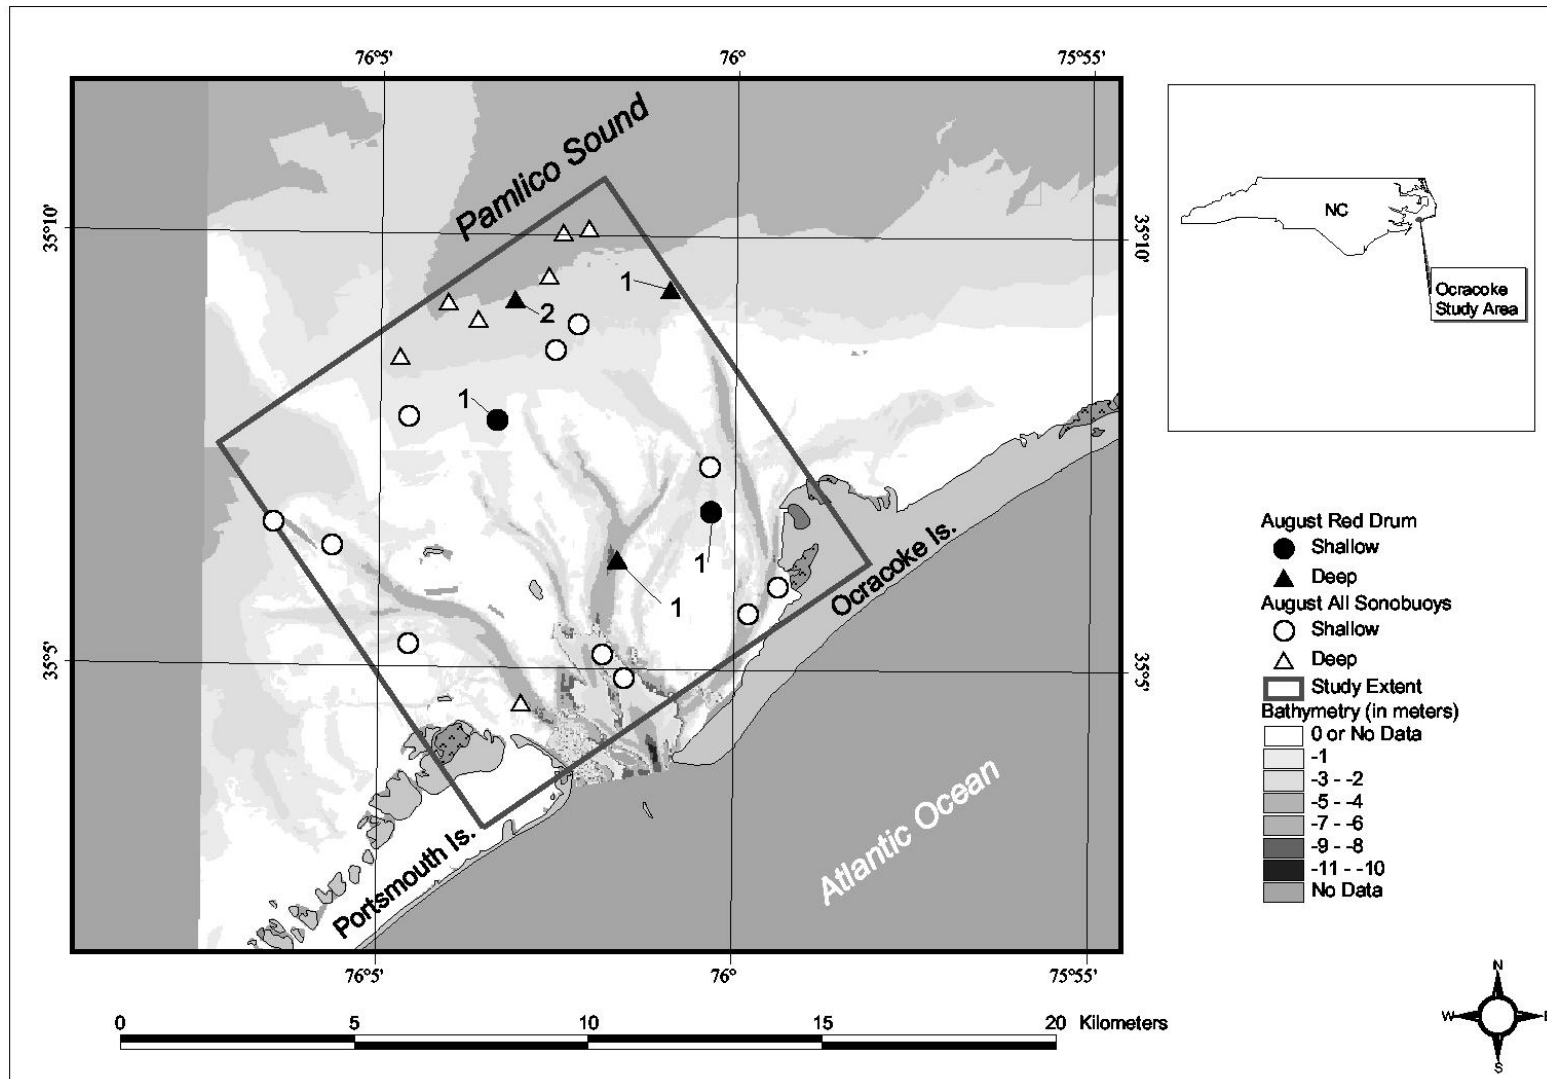 76°5'
76°
75°55'
Pamlico Sound
35°10'
35°10'
1
2
1
1
1
Ocracoke Is.
35°5'
35°5'
Portsmouth Is.
Atlantic Ocean
76°5'
76°
75°55'
0
5
10
15
20 Kilometers
NC
Ocracoke
Study Area
August Red Drum
Shallow
Deep
August All Sonobuoys
Shallow
Deep
Study Extent
Bathymetry (in meters)
0 or No Data
-1
-3 - -2
-5 - -4
-7 - -6
-9 - -8
-11 - -10
No Data
N
W
E
S